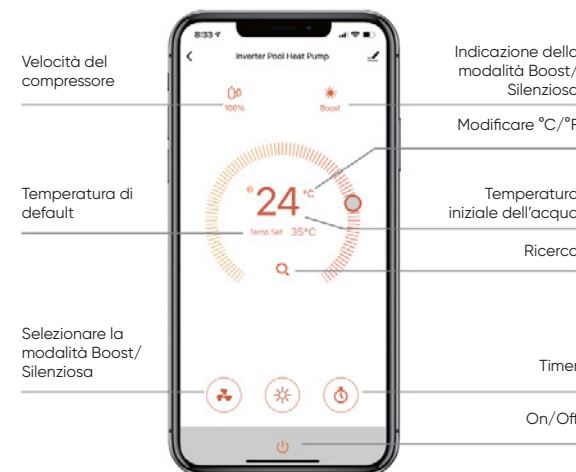 Velocità del
compressore
Temperatura di
default
Selezionare la
modalità Boost/
Silenziosa
8:33
Inverter Pool Heat Pump
100%
Boost
24 °C
Temp Set 35°C
Indicazione della
modalità Boost/
Silenziosa
Modificare °C/°F
Temperatura
iniziale dell'acqua
Ricerca
Timer
On/Off